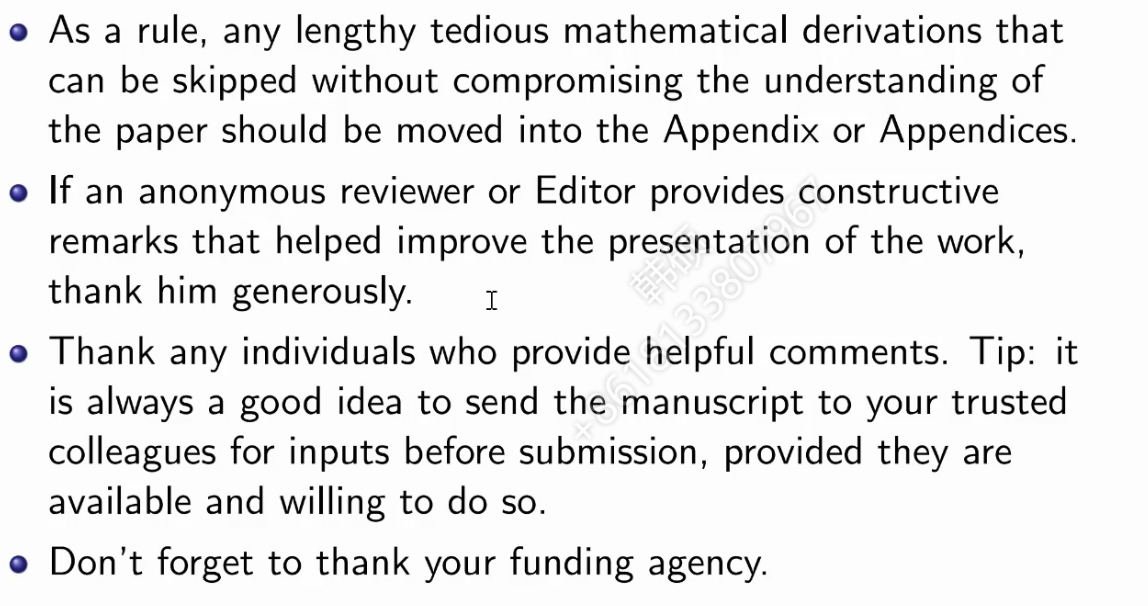 As a rule, any lengthy tedious mathematical derivations that
can be skipped without compromising the understanding of
the paper should be moved into the Appendix or Appendices.
If an anonymous reviewer or Editor provides constructive
remarks that helped improve the presentation of the work,
thank him generously.
Thank any individuals who provide helpful comments. Tip: it
is always a good idea to send the manuscript to your trusted
colleagues for inputs before submission, provided they are
available and willing to do so.
Don't forget to thank your funding agency.